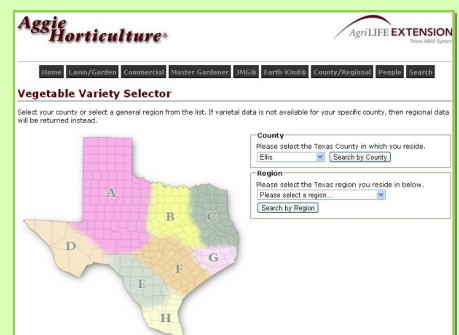 Aggie
Horticulture®
AgriLIFE EXTENSION
Texas A&M System
Home Lawn/Garden Commercial Master Gardener JMG® Earth-Kind® County/Regional People Search
Vegetable Variety Selector
Select your county or select a general region from the list. If varietal data is not available for your specific county, then regional data
will be returned instead.
County
Please select the Texas County in which you reside.
Ellis
Search by County
Region
Please select the Texas region you reside in below.
Please select a region...
Search by Region
A
B
C
D
E
F
G
H